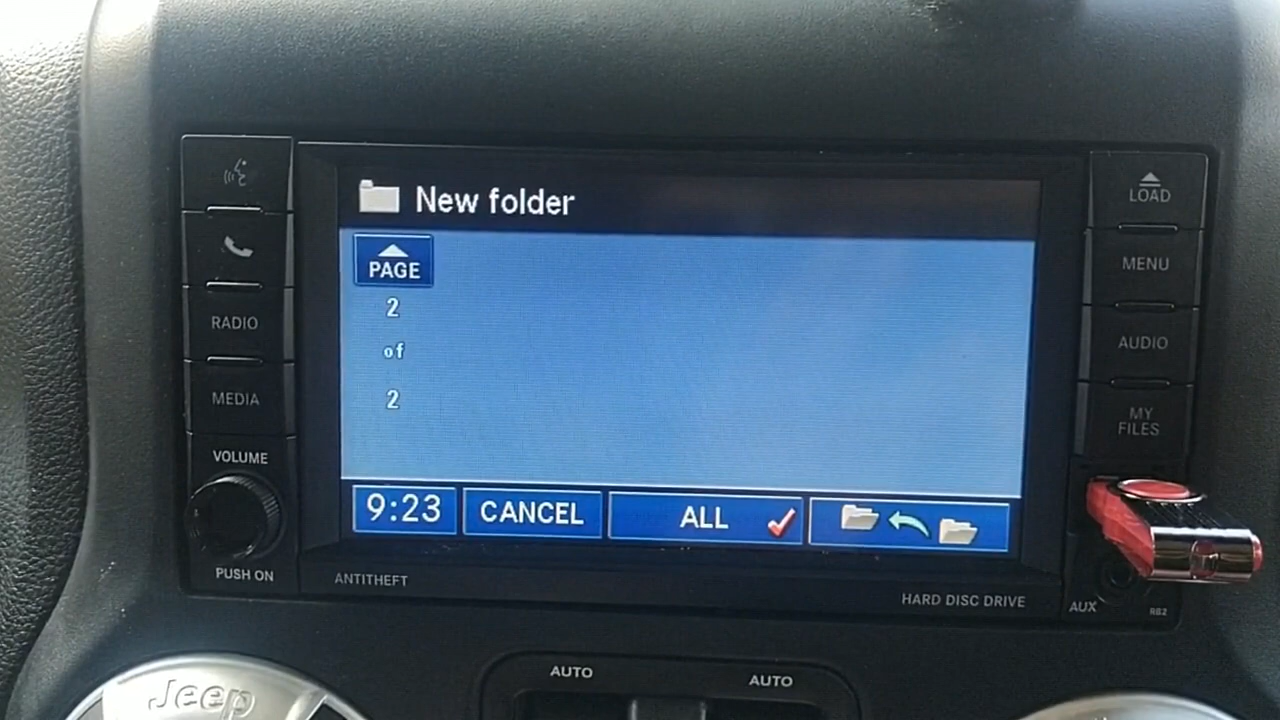 New folder
PAGE
2
of
2
9:23
CANCEL
ALL
RADIO
MEDIA
VOLUME
PUSH ON
LOAD
MENU
AUDIO
MY
FILES
ANTITHEFT
HARD DISC DRIVE
AUX
RB2
AUTO
AUTO
Jeep